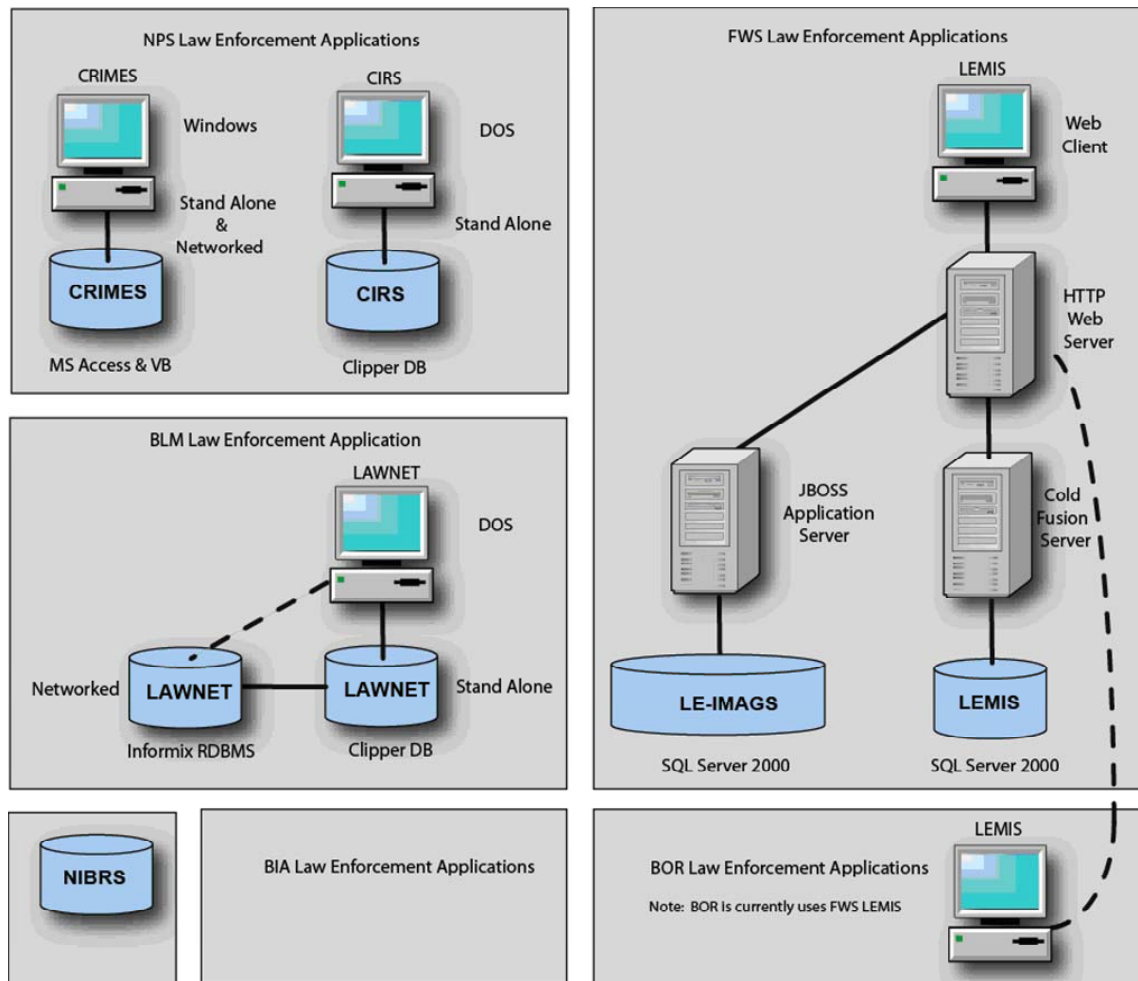 NPS Law Enforcement Applications
CRIMES
CIRS
Windows
DOS
Stand Alone
&
Networked
Stand Alone
CRIMES
CIRS
MS Access & VB
Clipper DB
FWS Law Enforcement Applications
LEMIS
Web
Client
HTTP
Web
Server
JBOSS
Application
Server
Cold
Fusion
Server
LE-IMAGS
LEMIS
SQL Server 2000
SQL Server 2000
BLM Law Enforcement Application
LAWNET
DOS
Networked
LAWNET
LAWNET
Stand Alone
Informix RDBMS
Clipper DB
NIBRS
BIA Law Enforcement Applications
LEMIS
BOR Law Enforcement Applications
Note: BOR is currently uses FWS LEMIS